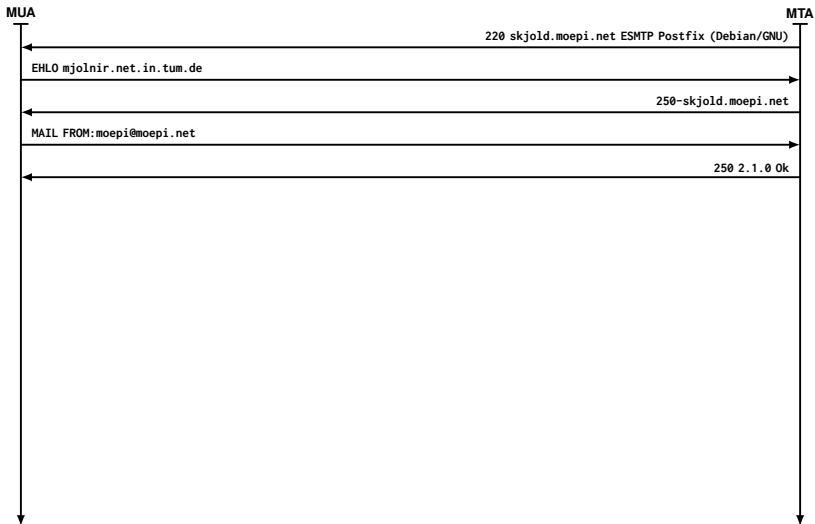 MUA
MTA
220 skjold.moepi.net ESMTP Postfix (Debian/GNU)
EHLO mjolnir.net.in.tum.de
250-skjold.moepi.net
MAIL FROM:moepi@moepi.net
250 2.1.0 Ok